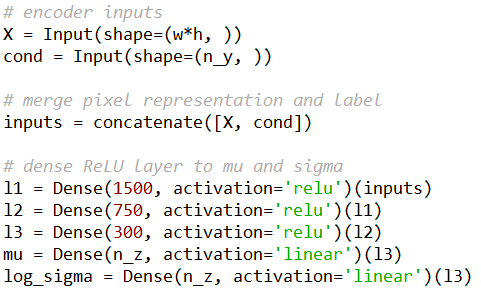 # encoder inputs
X = Input(shape=(w*h, ))
cond = Input(shape=(n_y, ))
# merge pixel representation and label
inputs = concatenate([X, cond])
# dense ReLU layer to mu and sigma
l1 = Dense(1500, activation='relu')(inputs)
l2 = Dense(750, activation='relu')(l1)
l3 = Dense(300, activation='relu')(l2)
mu = Dense(n_z, activation='linear')(l3)
log_sigma = Dense(n_z, activation='linear')(l3)